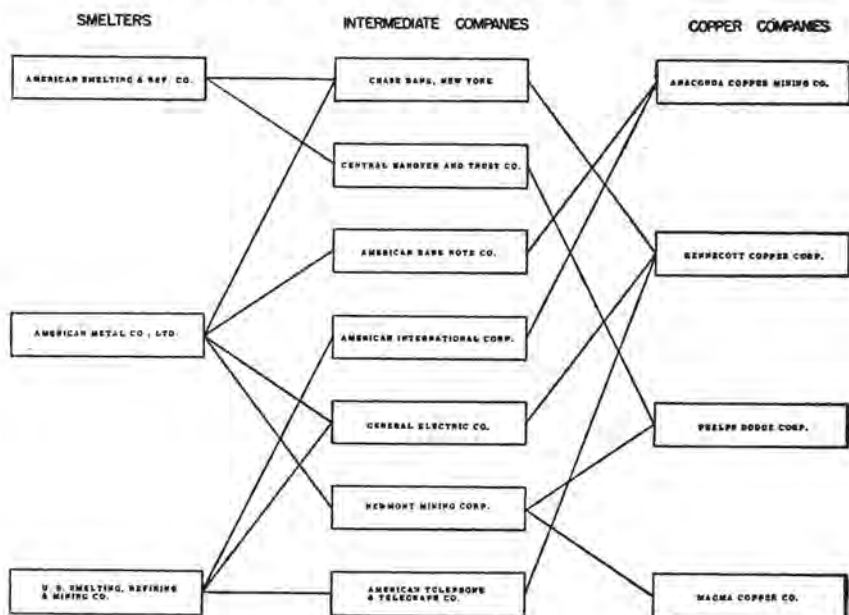 SMELTERS
INTERMEDIATE COMPANIES
COPPER COMPANIES
AMERICAN SMELTING & REF. CO.
CHASE BANK, NEW YORK
ANACONDA COPPER MINING CO.
CENTRAL HANOVER AND TRUST CO.
AMERICAN BANK NOTE CO.
KENNECOTT COPPER CORP.
AMERICAN METAL CO., LTD.
AMERICAN INTERNATIONAL CORP.
GENERAL ELECTRIC CO.
PHELPS DODGE CORP.
NEWMONT MINING CORP.
U. S. SMELTING, REFINING
& MINING CO.
AMERICAN TELEPHONE
& TELEGRAPH CO.
MAGMA COPPER CO.